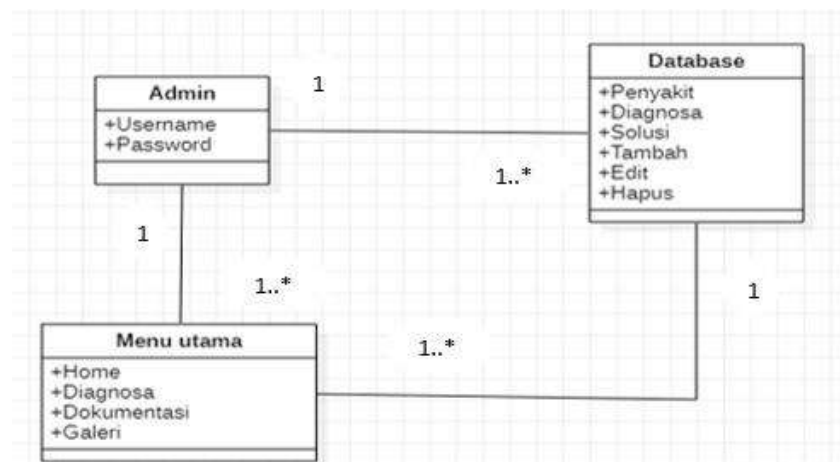 Admin
+Username
+Password
1
1..*
Database
+Penyakit
+Diagnosa
+Solusi
+Tambah
+Edit
+Hapus
1
1..*
Menu utama
+Home
+Diagnosa
+Dokumentasi
+Galeri
1..*
1